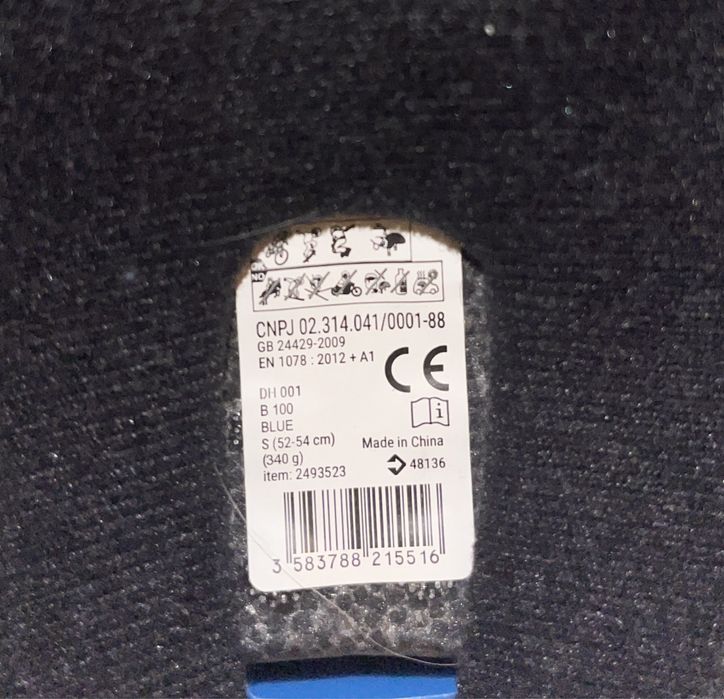 OK
NO
CNPJ 02.314.041/0001-88
GB 24429-2009
EN 1078 : 2012 + A1
CE
DH 001
B 100
BLUE
S (52-54 cm)
(340 g)
item: 2493523
i
Made in China
48136
3 583788 215516